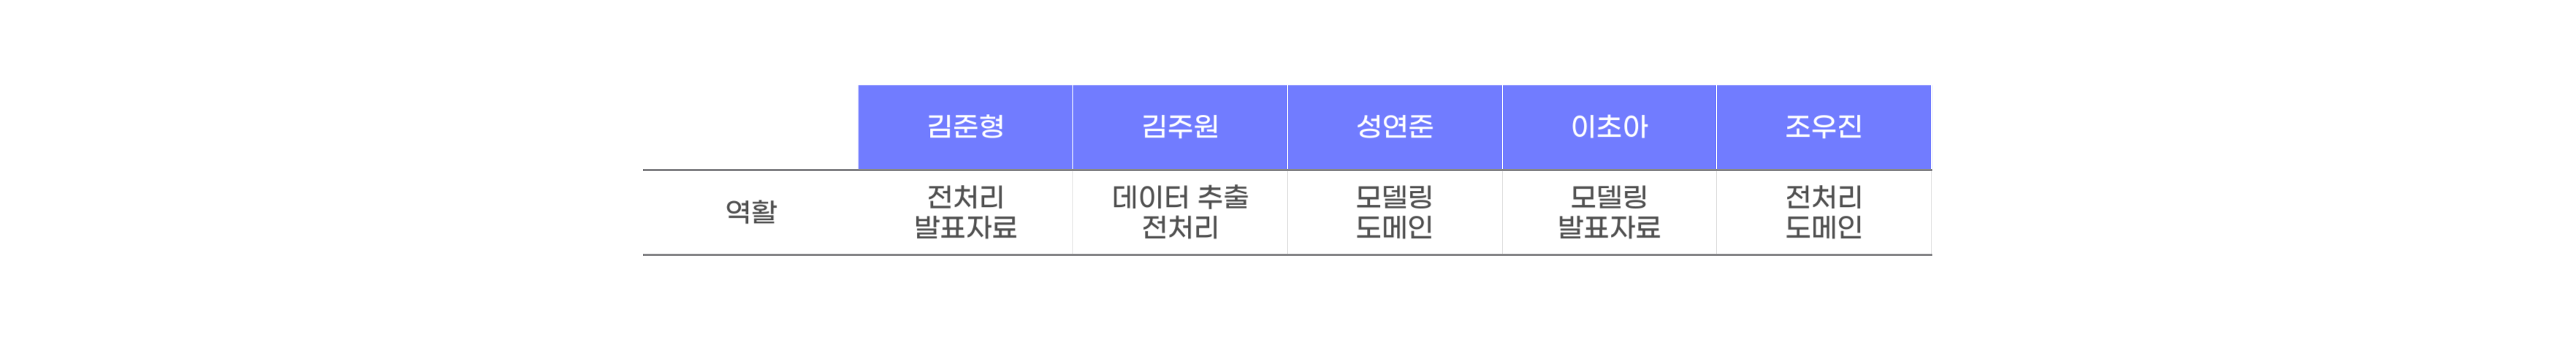 김준형 김주원 성연준 이초아 조우진
역활
전처리 데이터 추출 모델링 모델링 전처리
발표자료 전처리 도메인 발표자료 도메인